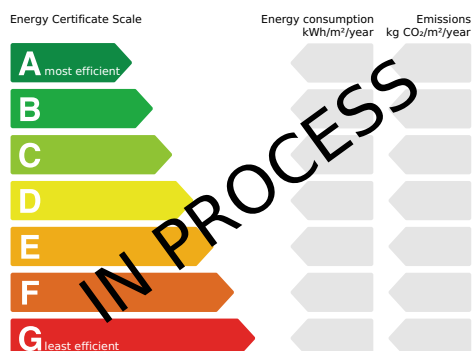 Energy Certificate Scale
Energy consumption
kWh/m²/year
Emissions
kg CO₂/m²/year
A most efficient
B
C
D
E
F
G least efficient
IN PROCESS